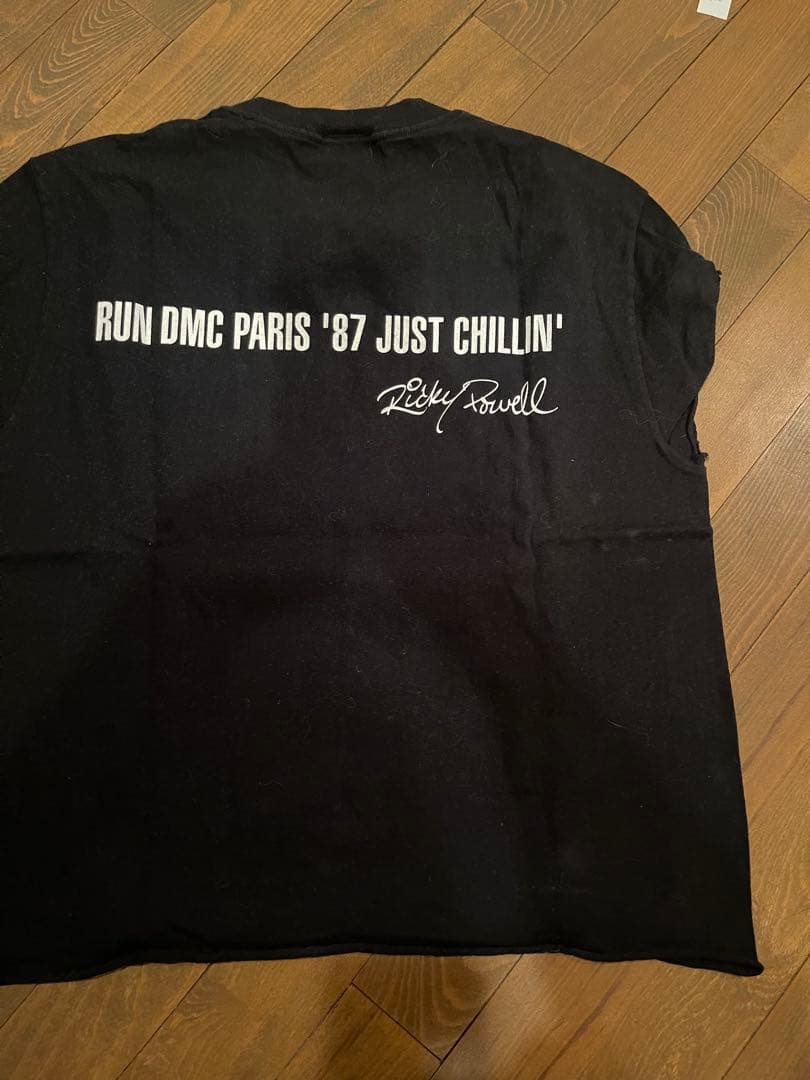 RUN DMC PARIS '87 JUST CHILLIN'
Ricky Powell